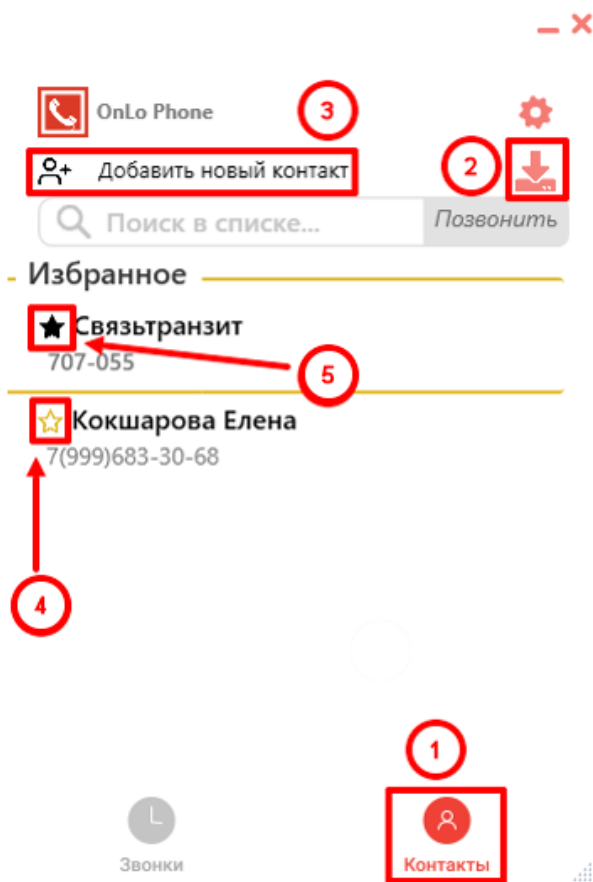 OnLo Phone
3
Добавить новый контакт
2
Поиск в списке...
Позвонить
Избранное
Связьтранзит
707-055
5
Кокшарова Елена
7(999)683-30-68
4
1
Звонки
Контакты